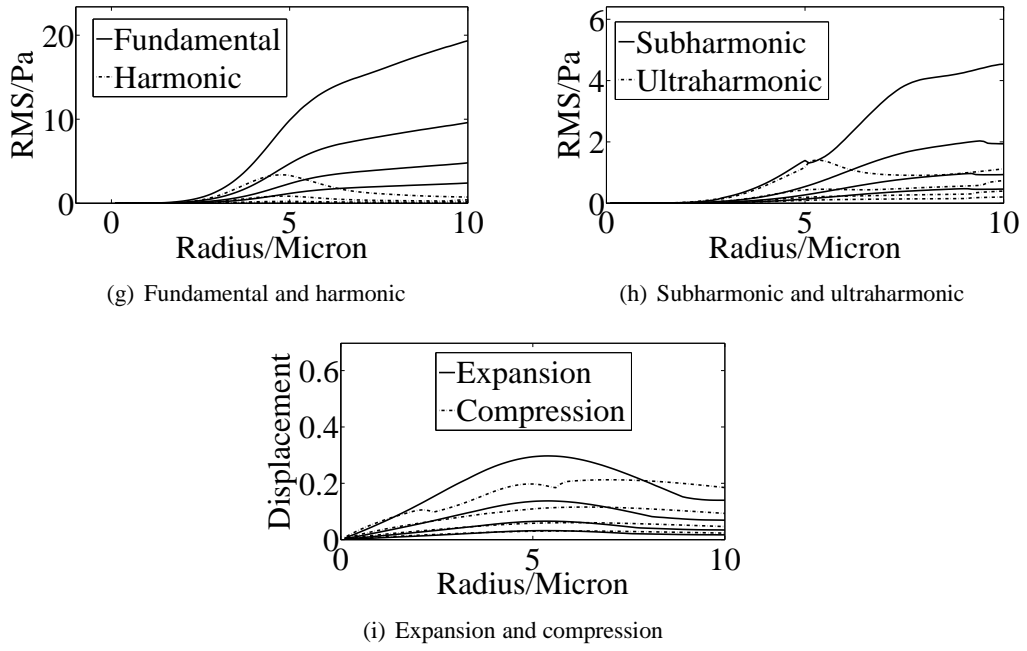 20
10
0
RMS/Pa
Fundamental
Harmonic
0 5 10
Radius/Micron
(g) Fundamental and harmonic
6
4
2
0
RMS/Pa
Subharmonic
Ultraharmonic
0 5 10
Radius/Micron
(h) Subharmonic and ultraharmonic
0.6
0.4
0.2
0
Displacement
Expansion
Compression
0 5 10
Radius/Micron
(i) Expansion and compression